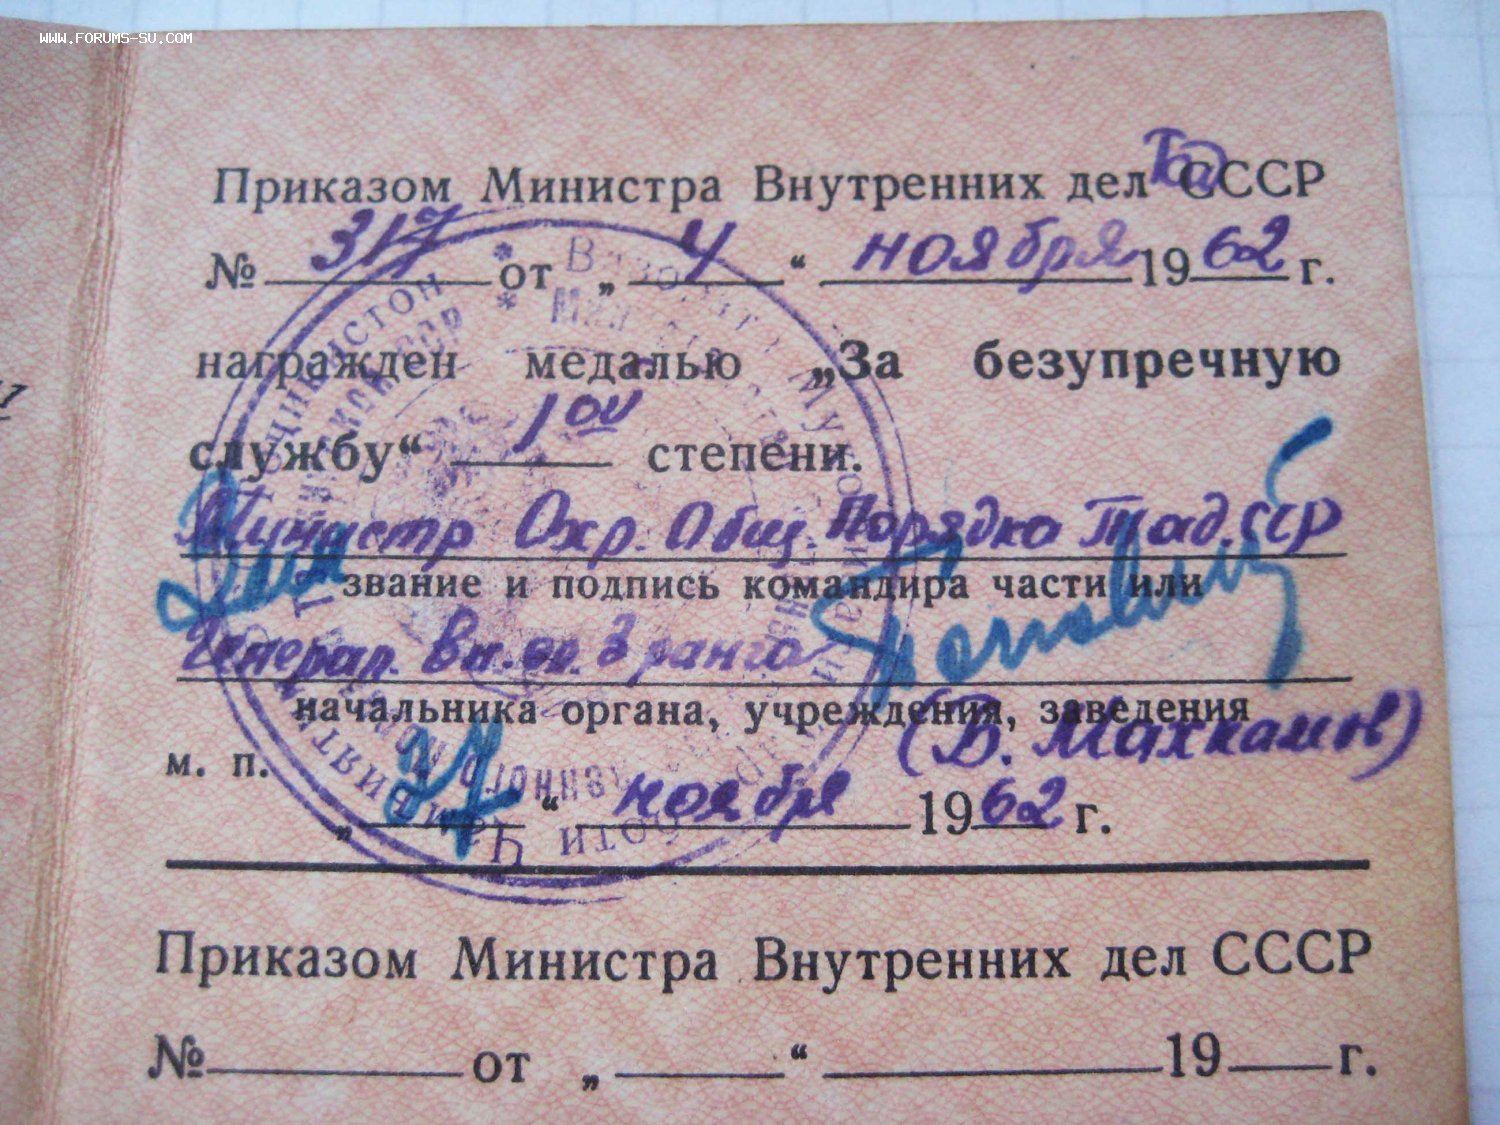 WWW.FORUMS-SU.COM
Приказом Министра Внутренних дел Тад СССР
№ 317 от „ 4 “ ноября 1962 г.
награжден медалью „За безупречную
службу“ 1ой степени.
Министр Охр. Общ. Порядка Тад. ССР
звание и подпись командира части или
Генерал Вн. сл. 3 ранга
начальника органа, учреждения, заведения
(В. Махкамов)
м. п.
„ “ ноября 1962 г.
Приказом Министра Внутренних дел СССР
№ от „ “ 19 г.